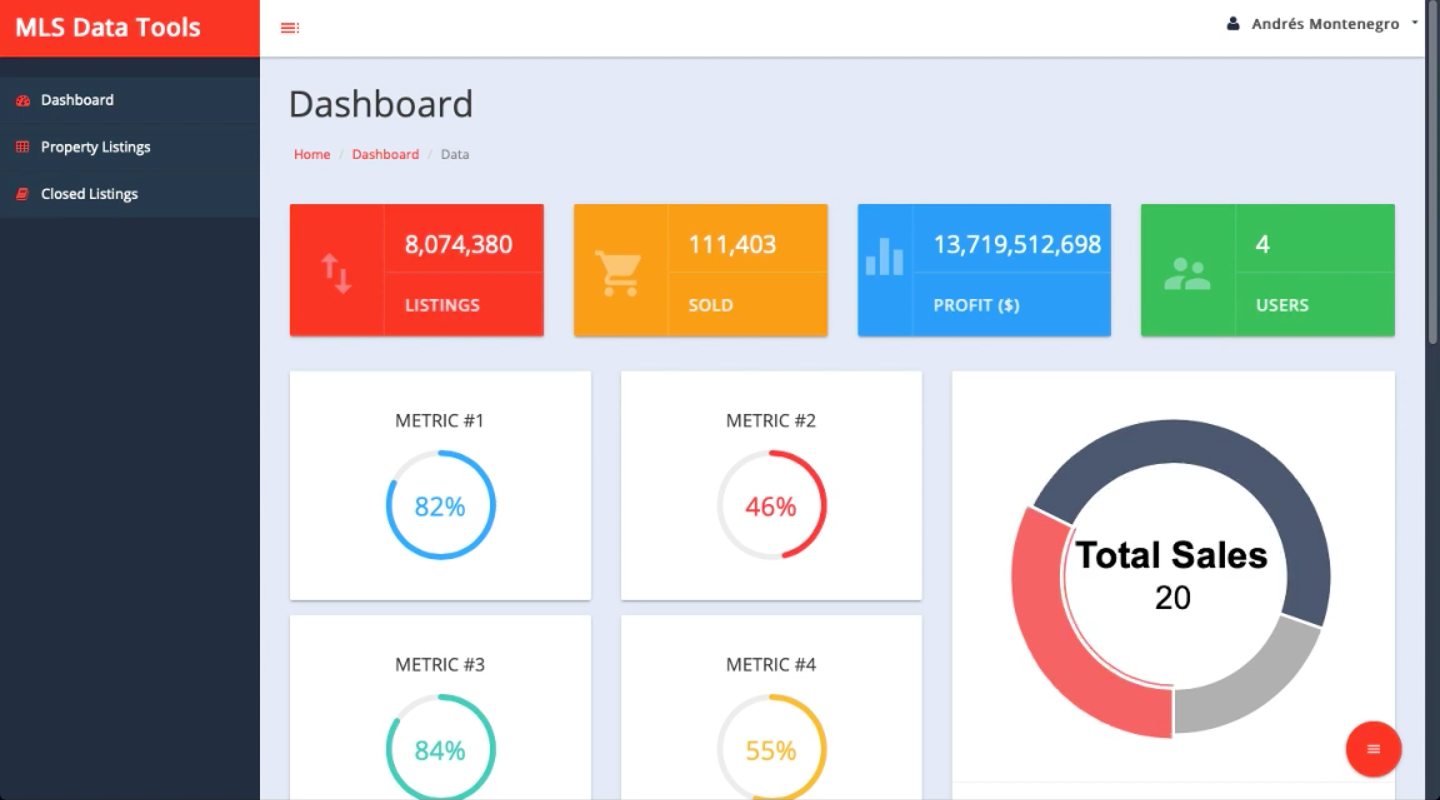 MLS Data Tools
Andrés Montenegro
Dashboard
Property Listings
Closed Listings
Dashboard
Home / Dashboard / Data
8,074,380
LISTINGS
111,403
SOLD
13,719,512,698
PROFIT ($)
4
USERS
METRIC #1
82%
METRIC #2
46%
Total Sales
20
METRIC #3
84%
METRIC #4
55%